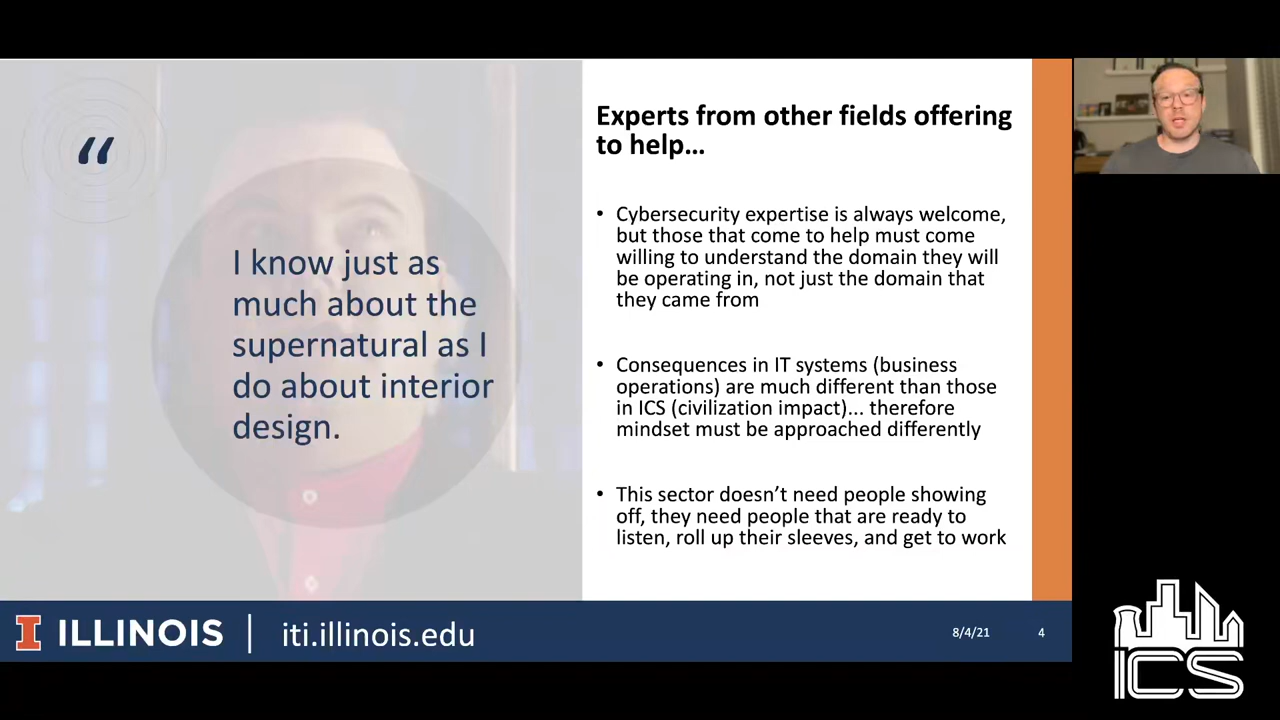 “
I know just as
much about the
supernatural as I
do about interior
design.
Experts from other fields offering
to help...
• Cybersecurity expertise is always welcome,
but those that come to help must come
willing to understand the domain they will
be operating in, not just the domain that
they came from
• Consequences in IT systems (business
operations) are much different than those
in ICS (civilization impact)... therefore
mindset must be approached differently
• This sector doesn’t need people showing
off, they need people that are ready to
listen, roll up their sleeves, and get to work
I ILLINOIS | iti.illinois.edu
8/4/21 4
ICS